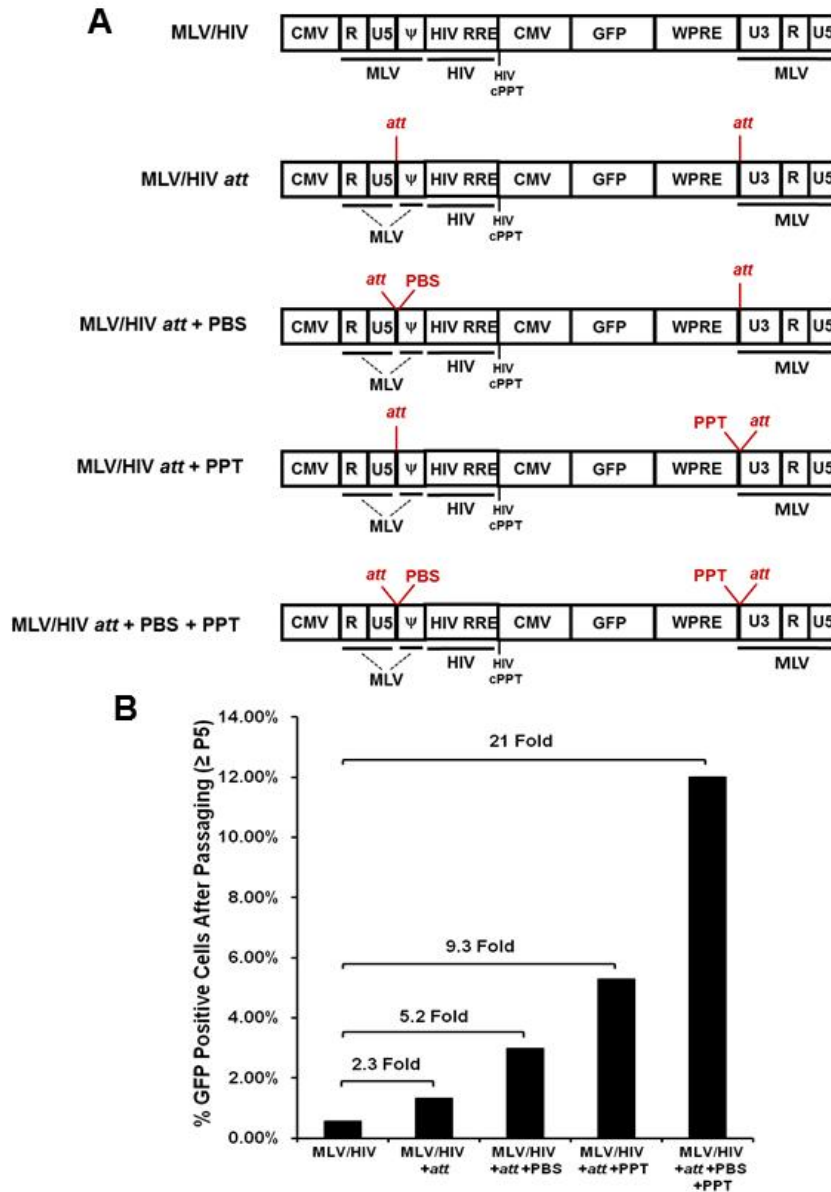 A
MLV/HIV
CMV R U5 Ψ HIV RRE CMV GFP WPRE U3 R U5
MLV HIV HIV cPPT MLV
att att
MLV/HIV att
CMV R U5 Ψ HIV RRE CMV GFP WPRE U3 R U5
MLV HIV HIV cPPT MLV
att PBS att
MLV/HIV att + PBS
CMV R U5 Ψ HIV RRE CMV GFP WPRE U3 R U5
MLV HIV HIV cPPT MLV
att PPT att
MLV/HIV att + PPT
CMV R U5 Ψ HIV RRE CMV GFP WPRE U3 R U5
MLV HIV HIV cPPT MLV
att PBS PPT att
MLV/HIV att + PBS + PPT
CMV R U5 Ψ HIV RRE CMV GFP WPRE U3 R U5
MLV HIV HIV cPPT MLV
B
% GFP Positive Cells After Passaging (≥ P5)
14.00%
12.00%
10.00%
8.00%
6.00%
4.00%
2.00%
0.00%
21 Fold
9.3 Fold
5.2 Fold
2.3 Fold
MLV/HIV
MLV/HIV
+att
MLV/HIV
+att +PBS
MLV/HIV
+att +PPT
MLV/HIV
+att +PBS
+PPT